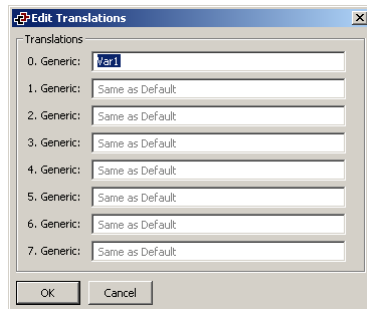 Edit Translations
Translations
0. Generic: Var1
1. Generic: Same as Default
2. Generic: Same as Default
3. Generic: Same as Default
4. Generic: Same as Default
5. Generic: Same as Default
6. Generic: Same as Default
7. Generic: Same as Default
OK Cancel